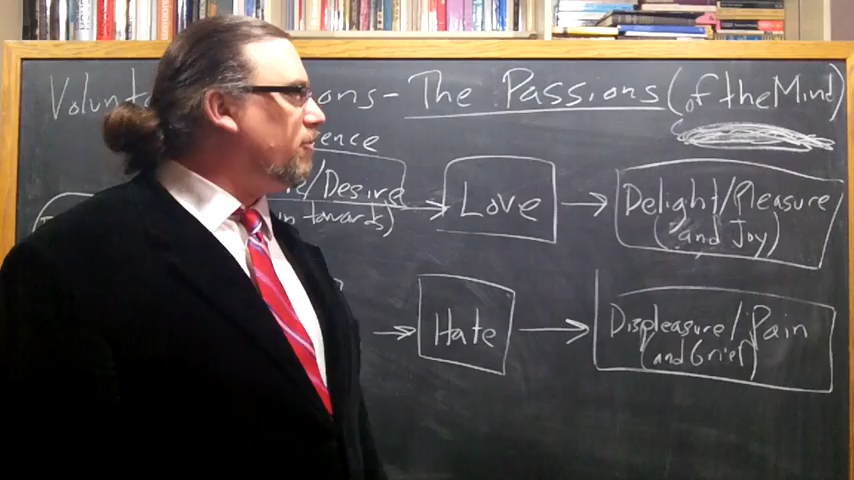 Volunta ons - The Passions (of the Mind)
ence
e/Desire
n towards)
Love
Delight/Pleasure
(and Joy)
Hate
Displeasure/Pain
(and Grief)